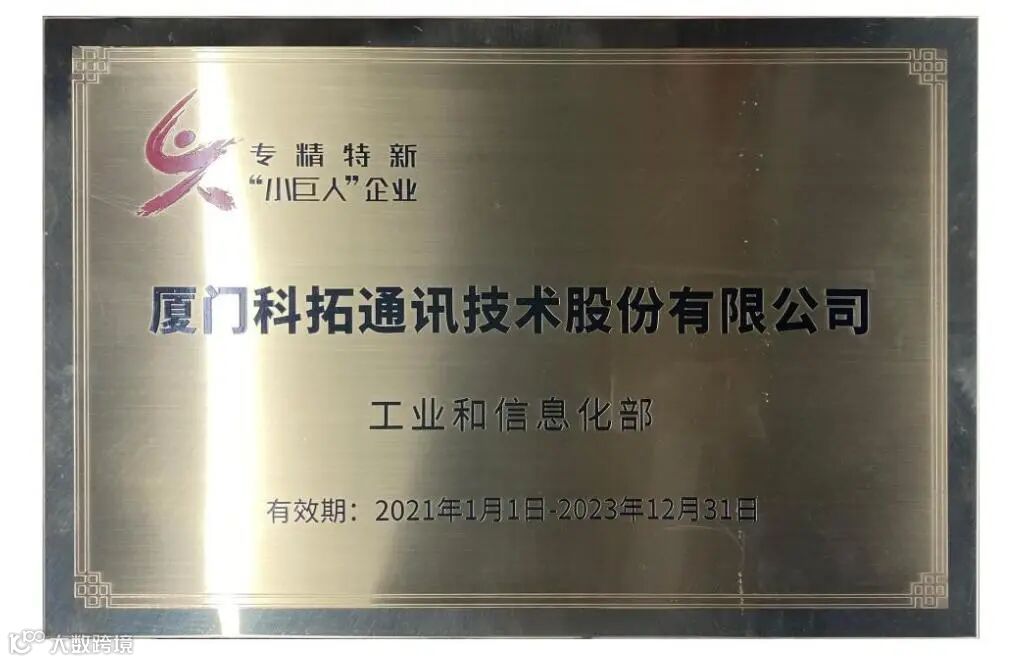 专精特新
“小巨人”企业
厦门科拓通讯技术股份有限公司
工业和信息化部
有效期：2021年1月1日-2023年12月31日
大数跨境